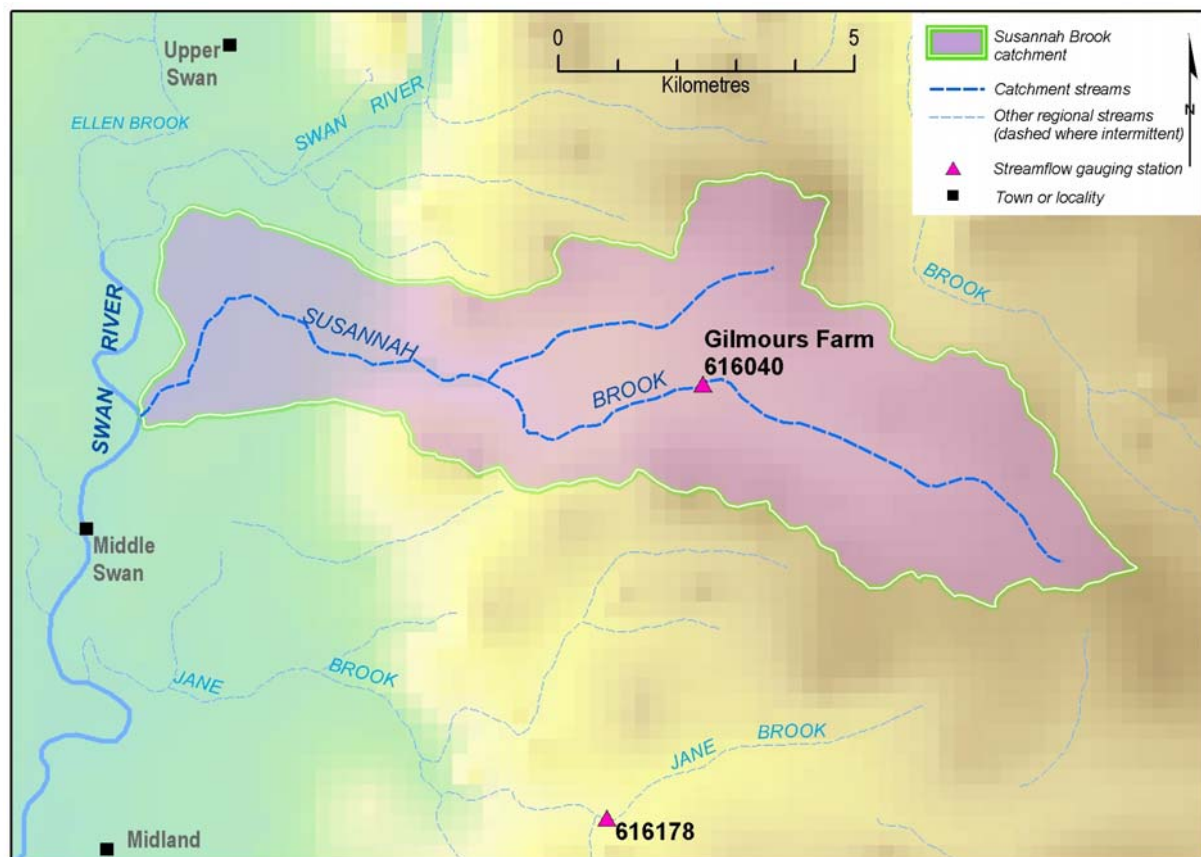 Upper
Swan
0
5
Kilometres
Susannah Brook
catchment
Catchment streams
Other regional streams
(dashed where intermittent)
Streamflow gauging station
Town or locality
N
ELLEN BROOK
SWAN RIVER
SWAN RIVER
SUSANNAH
BROOK
BROOK
Gilmours Farm
616040
Middle
Swan
JANE
BROOK
JANE
BROOK
616178
Midland